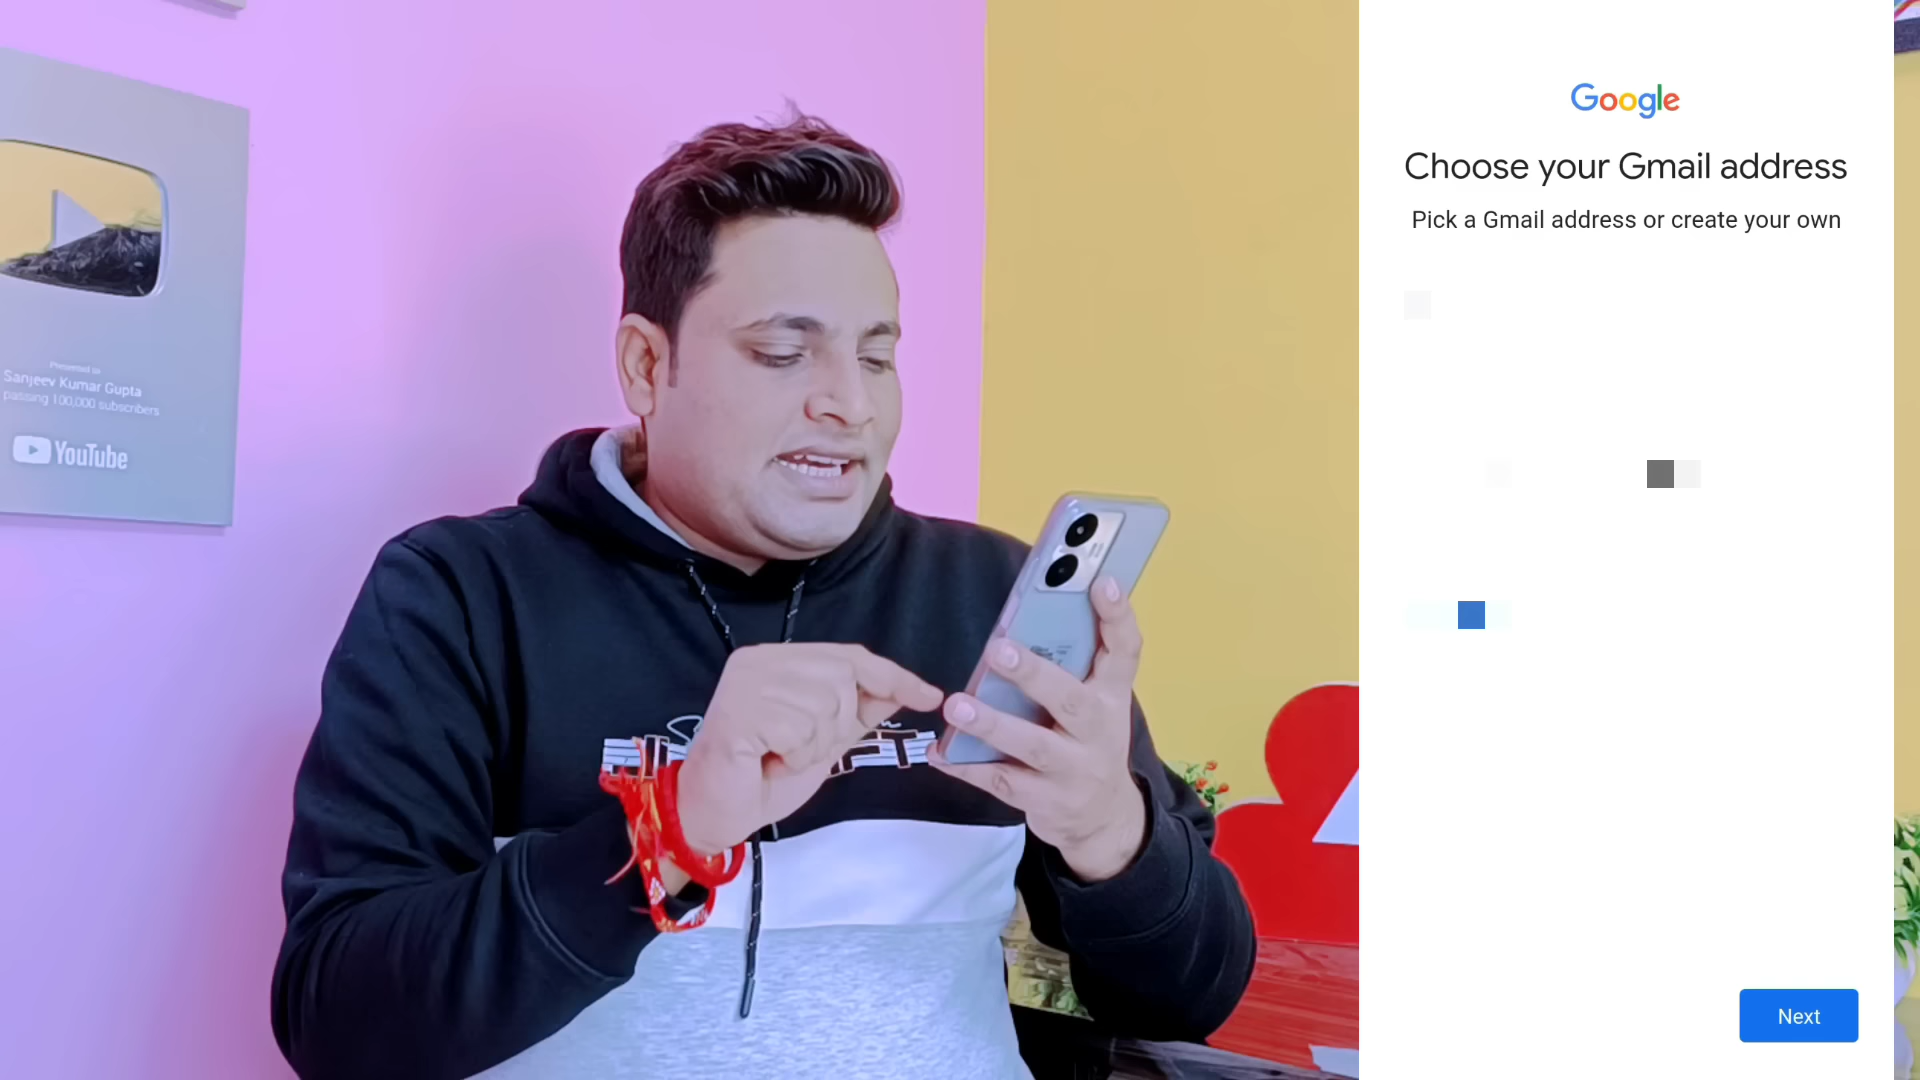 Presented to
Sanjeev Kumar Gupta
passing 100,000 subscribers
YouTube
Google
Choose your Gmail address
Pick a Gmail address or create your own
Next